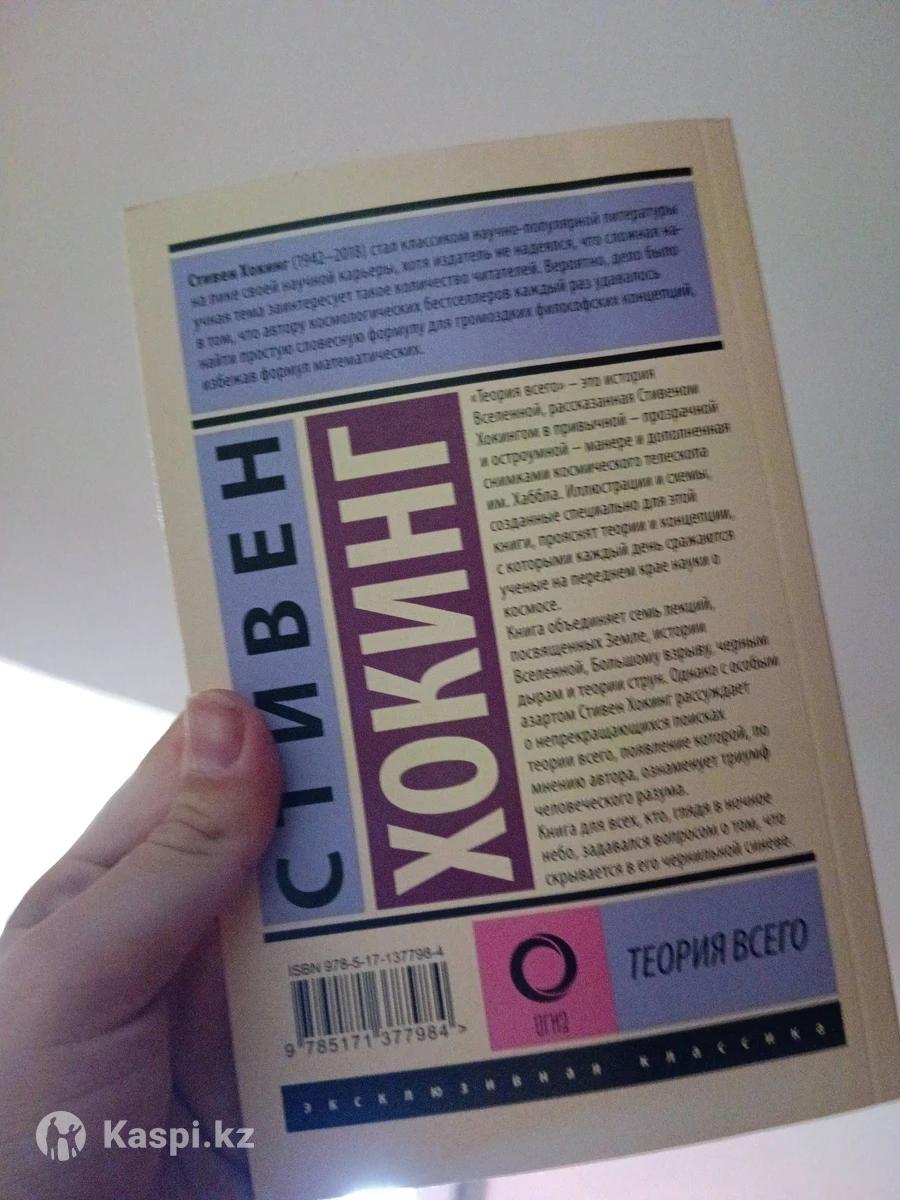 Стивен Хокинг (1942–2018) стал классиком научно-популярной литературы
на пике своей научной карьеры, хотя издатель не надеялся, что сложная на-
учная тема заинтересует такое количество читателей. Вероятно, дело было
в том, что автору космологических бестселлеров каждый раз удавалось
найти простую словесную формулу для громоздких философских концепций,
избежав формул математических.
СТИВЕН
ХОКИНГ
«Теория всего» – это история
Вселенной, рассказанная Стивеном
Хокингом в привычной – прозрачной
и остроумной – манере и дополненная
снимками космического телескопа
им. Хаббла. Иллюстрации и схемы,
созданные специально для этой
книги, прояснят теории и концепции,
с которыми каждый день сражаются
ученые на переднем крае науки о
космосе.
Книга объединяет семь лекций,
посвященных Земле, истории
Вселенной, Большому взрыву, черным
дырам и теории струн. Однако с особым
азартом Стивен Хокинг рассуждает
о непрекращающихся поисках
теории всего, появление которой, по
мнению автора, ознаменует триумф
человеческого разума.
Книга для всех, кто, глядя в ночное
небо, задавался вопросом о том, что
скрывается в его чернильной синеве.
ISBN 978-5-17-137798-4
9 785171 377984 >
ОГИЗ
ТЕОРИЯ ВСЕГО
эксклюзивная классика
Kaspi.kz